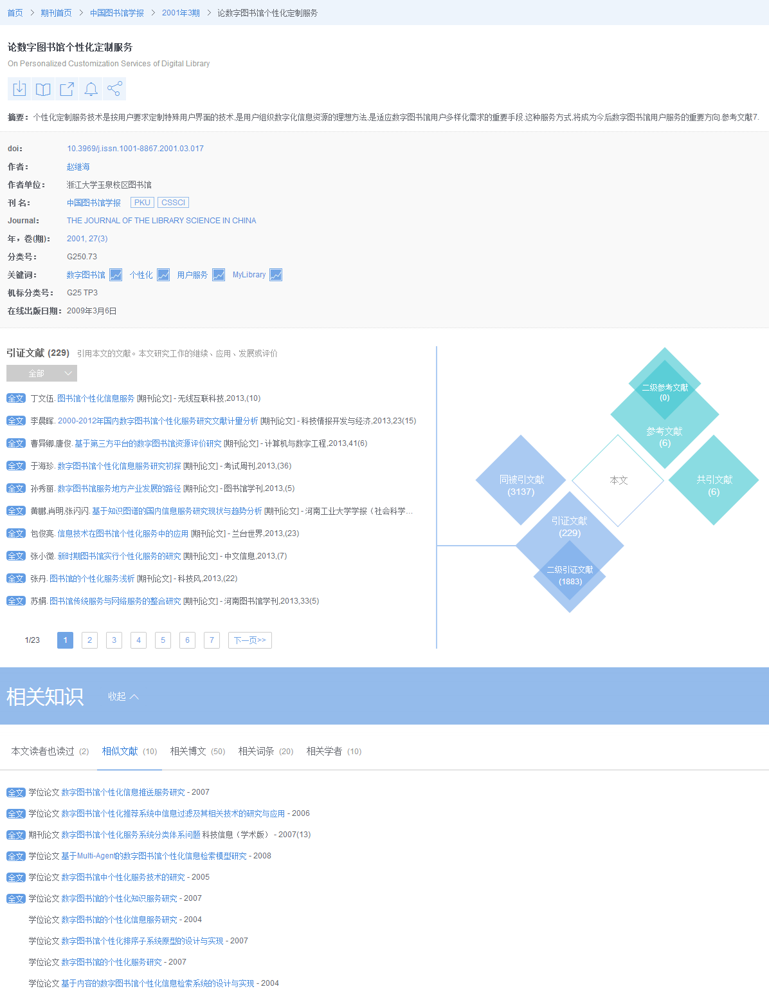 首页 > 期刊首页 > 中国图书馆学报 > 2001年3期 > 论数字图书馆个性化定制服务
论数字图书馆个性化定制服务
On Personalized Customization Services of Digital Library
摘要：个性化定制服务技术是按用户要求定制特殊用户界面的技术,是用户组织数字化信息资源的理想方法,是适应数字图书馆用户多样化需求的重要手段.这种服务方式,将成为今后数字图书馆用户服务的重要方向.参考文献7.
doi： 10.3969/j.issn.1001-8867.2001.03.017
作者： 赵继海
作者单位： 浙江大学玉泉校区图书馆
刊 名： 中国图书馆学报 PKU CSSCI
Journal： THE JOURNAL OF THE LIBRARY SCIENCE IN CHINA
年，卷(期)： 2001, 27(3)
分类号： G250.73
关键词： 数字图书馆 个性化 用户服务 MyLibrary
机标分类号： G25 TP3
在线出版日期： 2009年3月6日
引证文献 (229) 引用本文的文献。本文研究工作的继续、应用、发展或评价
全部
全文 丁文伍. 图书馆个性化信息服务 [期刊论文] - 无线互联科技,2013,(10)
全文 李晨晖. 2000-2012年国内数字图书馆个性化服务研究文献计量分析 [期刊论文] - 科技情报开发与经济,2013,23(15)
全文 曹异卿,唐俊. 基于第三方平台的数字图书馆资源评价研究 [期刊论文] - 计算机与数字工程,2013,41(6)
全文 于海珍. 数字图书馆个性化信息服务研究初探 [期刊论文] - 考试周刊,2013,(36)
全文 孙秀丽. 数字图书馆服务地方产业发展的路径 [期刊论文] - 图书馆学刊,2013,(5)
全文 黄鹏,肖明,张闪闪. 基于知识图谱的国内信息服务研究现状与趋势分析 [期刊论文] - 河南工业大学学报（社会科学...
全文 包俊亮. 信息技术在图书馆个性化服务中的应用 [期刊论文] - 兰台世界,2013,(23)
全文 张小微. 新时期图书馆实行个性化服务的研究 [期刊论文] - 中文信息,2013,(7)
全文 张丹. 图书馆的个性化服务浅析 [期刊论文] - 科技风,2013,(22)
全文 苏娟. 图书馆传统服务与网络服务的整合研究 [期刊论文] - 河南图书馆学刊,2013,33(5)
1/23 1 2 3 4 5 6 7 下一页>>
二级参考文献
(0)
参考文献
(6)
同被引文献
(3137)
本文
共引文献
(6)
引证文献
(229)
二级引证文献
(1883)
相关知识 收起
本文读者也读过 (2) 相似文献 (10) 相关博文 (50) 相关词条 (20) 相关学者 (10)
全文 学位论文 数字图书馆个性化信息推送服务研究 - 2007
全文 学位论文 数字图书馆个性化推荐系统中信息过滤及其相关技术的研究与应用 - 2006
全文 期刊论文 数字图书馆个性化服务系统分类体系问题 科技信息（学术版） - 2007(13)
全文 学位论文 基于Multi-Agent的数字图书馆个性化信息检索模型研究 - 2008
全文 学位论文 数字图书馆中个性化服务技术的研究 - 2005
全文 学位论文 数字图书馆的个性化知识服务研究 - 2007
学位论文 数字图书馆的个性化信息服务研究 - 2004
学位论文 数字图书馆个性化排序子系统原型的设计与实现 - 2007
学位论文 数字图书馆的个性化服务研究 - 2007
学位论文 基于内容的数字图书馆个性化信息检索系统的设计与实现 - 2004